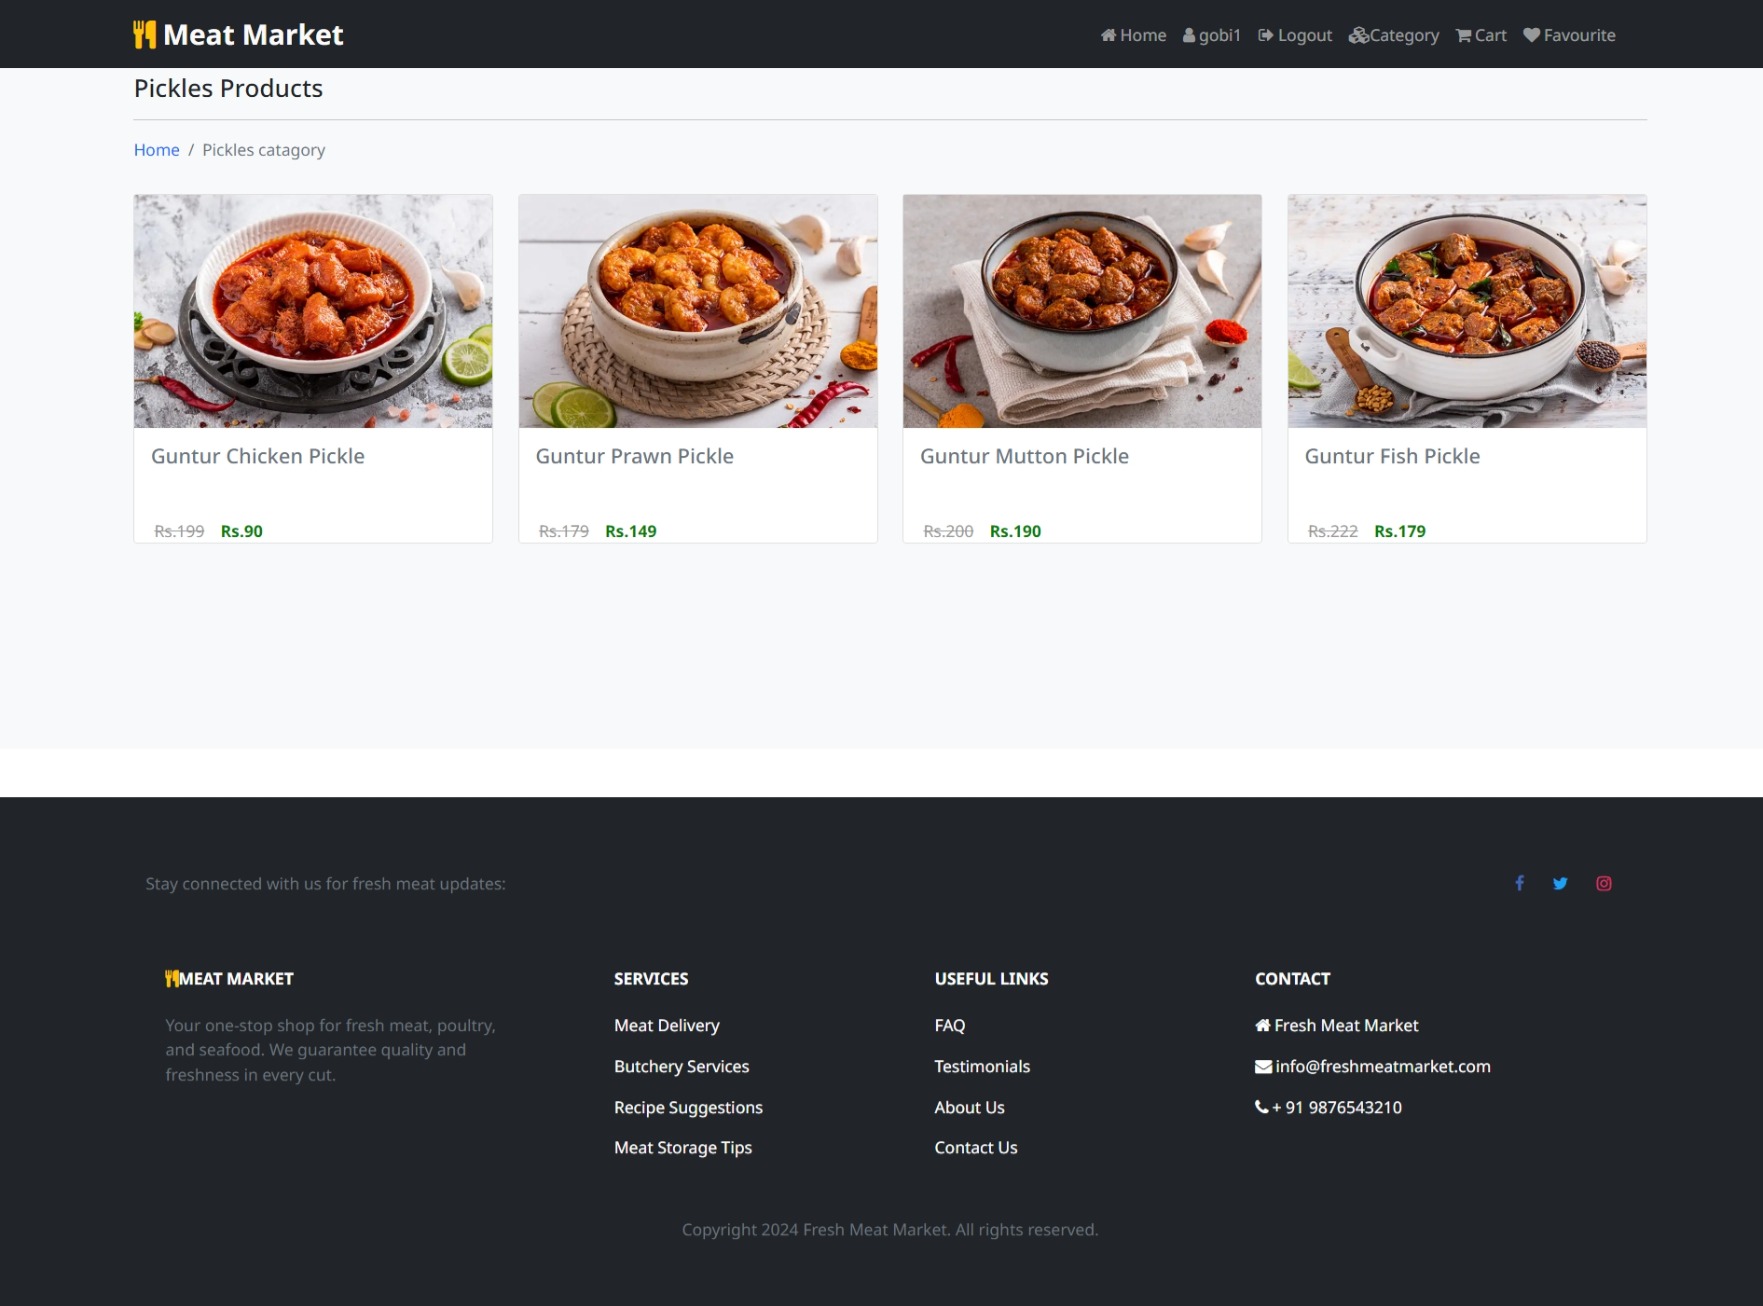 Meat Market
Home gobi1 Logout Category Cart Favourite
Pickles Products
Home / Pickles catagory
Guntur Chicken Pickle
Rs.199 Rs.90
Guntur Prawn Pickle
Rs.179 Rs.149
Guntur Mutton Pickle
Rs.200 Rs.190
Guntur Fish Pickle
Rs.222 Rs.179
Stay connected with us for fresh meat updates:
MEAT MARKET
Your one-stop shop for fresh meat, poultry,
and seafood. We guarantee quality and
freshness in every cut.
SERVICES
Meat Delivery
Butchery Services
Recipe Suggestions
Meat Storage Tips
USEFUL LINKS
FAQ
Testimonials
About Us
Contact Us
CONTACT
Fresh Meat Market
info@freshmeatmarket.com
+ 91 9876543210
Copyright 2024 Fresh Meat Market. All rights reserved.